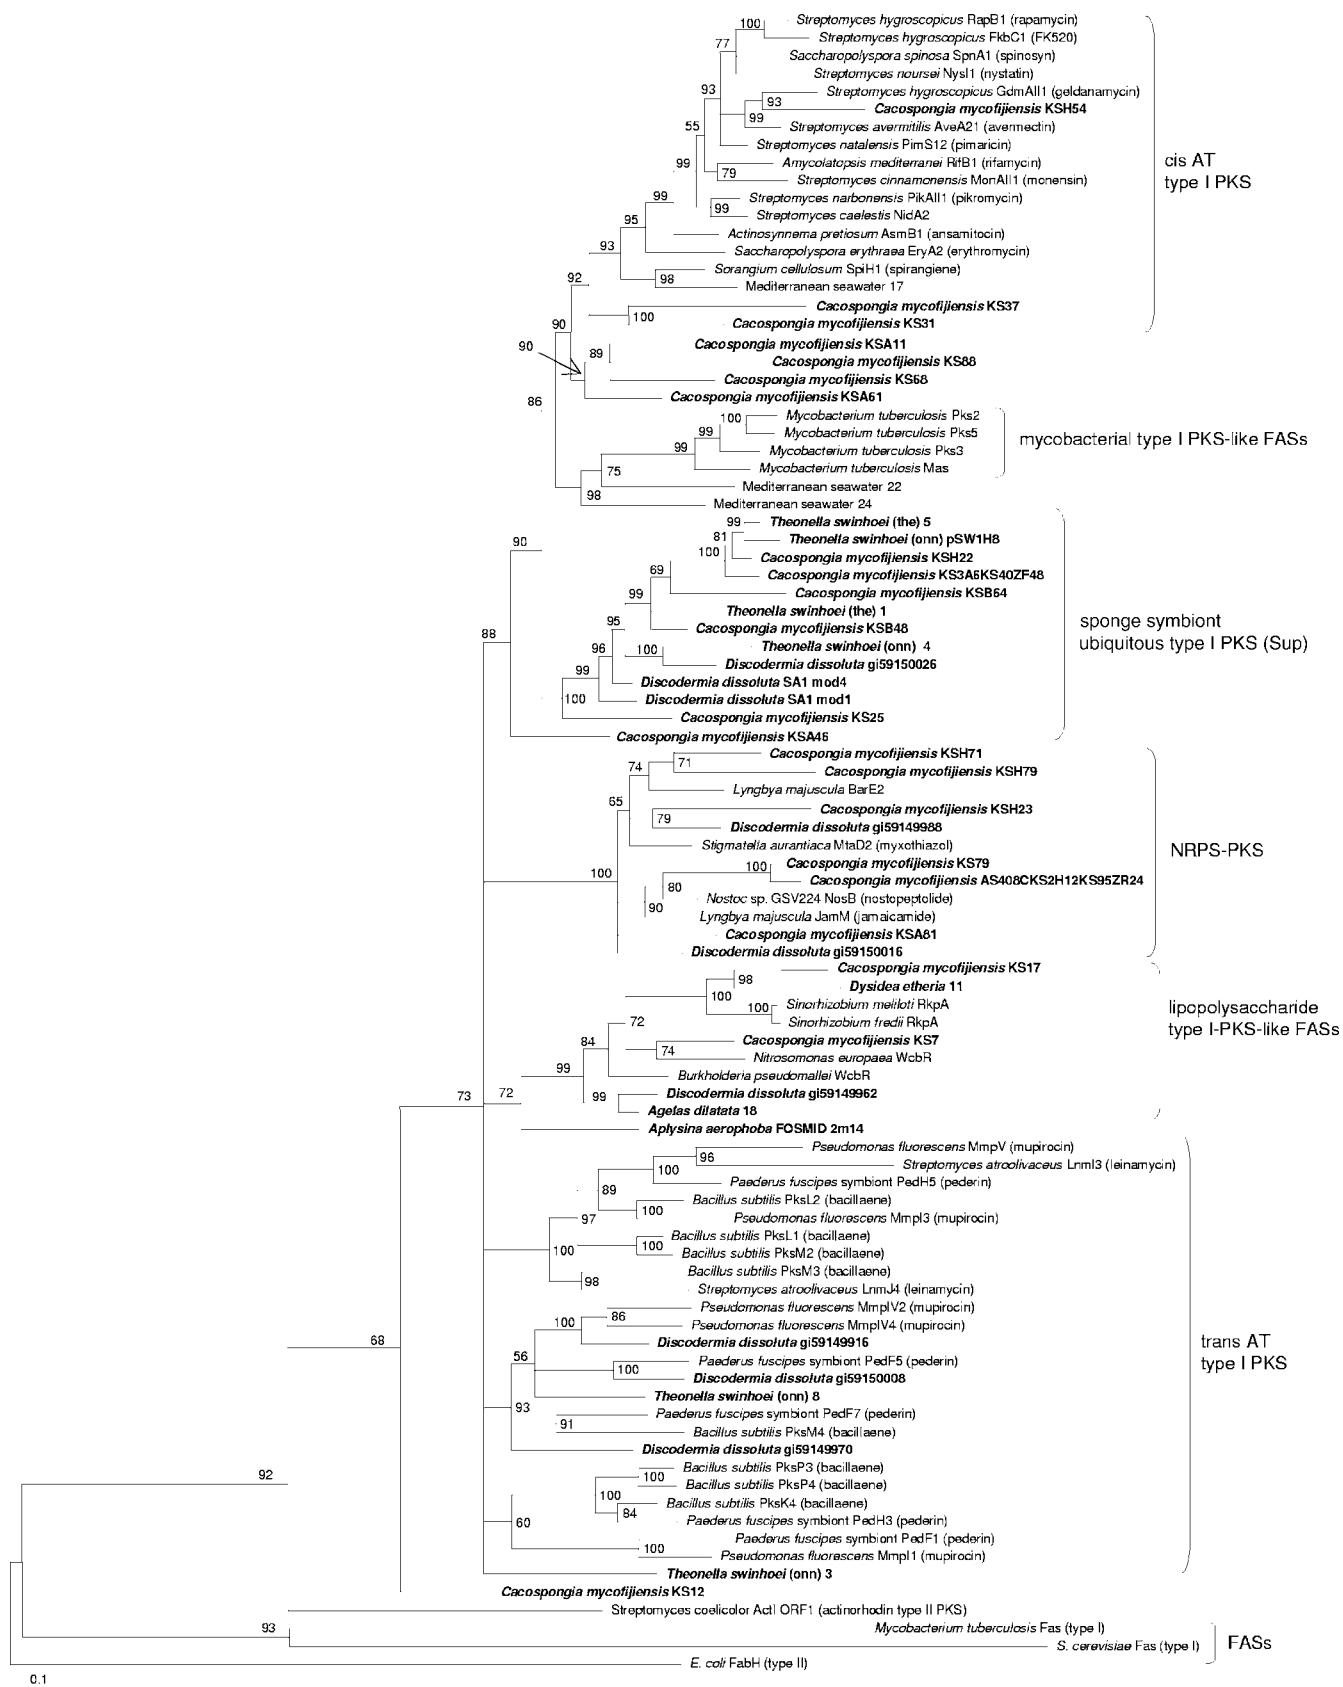 100
Streptomyces hygroscopicus RapB1 (rapamycin)
Streptomyces hygroscopicus FkbC1 (FK520)
77
Saccharopolyspora spinosa SpnA1 (spinosyn)
Streptomyces noursei NysI1 (nystatin)
93
Streptomyces hygroscopicus GdmAII1 (geldanamycin)
93
Cacospongia mycofijiensis KSH54
99
55
Streptomyces avermitilis AveA21 (avermectin)
Streptomyces natalensis PimS12 (pimaricin)
99
Amycolatopsis mediterranei RifB1 (rifamycin)
79
Streptomyces cinnamonensis MonAII1 (monensin)
cis AT
type I PKS
99
Streptomyces narbonensis PikAII1 (pikromycin)
99
Streptomyces caelestis NidA2
95
Actinosynnema pretiosum AsmB1 (ansamitocin)
93
Saccharopolyspora erythraea EryA2 (erythromycin)
Sorangium cellulosum SpiH1 (spirangiene)
92
98
Mediterranean seawater 17
Cacospongia mycofijiensis KS37
90
100
Cacospongia mycofijiensis KS31
90
89
Cacospongia mycofijiensis KSA11
Cacospongia mycofijiensis KS88
Cacospongia mycofijiensis KS68
86
Cacospongia mycofijiensis KSA61
100
Mycobacterium tuberculosis Pks2
99
Mycobacterium tuberculosis Pks5
mycobacterial type I PKS-like FASs
99
Mycobacterium tuberculosis Pks3
75
Mycobacterium tuberculosis Mas
98
Mediterranean seawater 22
Mediterranean seawater 24
99
Theonella swinhoei (the) 5
90
81
Theonella swinhoei (onn) pSW1H8
100
Cacospongia mycofijiensis KSH22
69
Cacospongia mycofijiensis KS3A6KS40ZF48
99
Cacospongia mycofijiensis KSB64
Theonella swinhoei (the) 1
sponge symbiont
ubiquitous type I PKS (Sup)
88
95
Cacospongia mycofijiensis KSB48
96
100
Theonella swinhoei (onn) 4
Discodermia dissoluta gi59150026
99
Discodermia dissoluta SA1 mod4
100
Discodermia dissoluta SA1 mod1
Cacospongia mycofijiensis KS25
Cacospongia mycofijiensis KSA46
74
71
Cacospongia mycofijiensis KSH71
Cacospongia mycofijiensis KSH79
Lyngbya majuscula BarE2
65
79
Cacospongia mycofijiensis KSH23
Discodermia dissoluta gi59149988
Stigmatella aurantiaca MtaD2 (myxothiazol)
NRPS-PKS
100
100
Cacospongia mycofijiensis KS79
80
Cacospongia mycofijiensis AS408CKS2H12KS95ZR24
90
Nostoc sp. GSV224 NosB (nostopeptolide)
Lyngbya majuscula JamM (jamaicamide)
Cacospongia mycofijiensis KSA81
Discodermia dissoluta gi59150016
98
Cacospongia mycofijiensis KS17
100
Dysidea etheria 11
100
Sinorhizobium meliloti RkpA
lipopolysaccharide
type I-PKS-like FASs
72
Sinorhizobium fredii RkpA
84
74
Cacospongia mycofijiensis KS7
Nitrosomonas europaea WcbR
99
Burkholderia pseudomallei WcbR
73
72
99
Discodermia dissoluta gi59149962
Agelas dilatata 18
Aplysina aerophoba FOSMID 2m14
96
Pseudomonas fluorescens MmpV (mupirocin)
100
Streptomyces atroolivaceus LnmI3 (leinamycin)
89
Paederus fuscipes symbiont PedH5 (pederin)
100
Bacillus subtilis PksL2 (bacillaene)
97
Pseudomonas fluorescens MmpI3 (mupirocin)
100
100
Bacillus subtilis PksL1 (bacillaene)
Bacillus subtilis PksM2 (bacillaene)
98
Bacillus subtilis PksM3 (bacillaene)
Streptomyces atroolivaceus LnmJ4 (leinamycin)
86
Pseudomonas fluorescens MmpIV2 (mupirocin)
100
Pseudomonas fluorescens MmpIV4 (mupirocin)
68
Discodermia dissoluta gi59149916
trans AT
type I PKS
56
100
Paederus fuscipes symbiont PedF5 (pederin)
Discodermia dissoluta gi59150008
93
Theonella swinhoei (onn) 8
91
Paederus fuscipes symbiont PedF7 (pederin)
Bacillus subtilis PksM4 (bacillaene)
Discodermia dissoluta gi59149970
92
100
Bacillus subtilis PksP3 (bacillaene)
100
Bacillus subtilis PksP4 (bacillaene)
84
Bacillus subtilis PksK4 (bacillaene)
60
Paederus fuscipes symbiont PedH3 (pederin)
100
Paederus fuscipes symbiont PedF1 (pederin)
Pseudomonas fluorescens MmpI1 (mupirocin)
Theonella swinhoei (onn) 3
Cacospongia mycofijiensis KS12
Streptomyces coelicolor ActI ORF1 (actinorhodin type II PKS)
93
Mycobacterium tuberculosis Fas (type I)
S. cerevisiae Fas (type I)
FASs
E. coli FabH (type II)
0.1